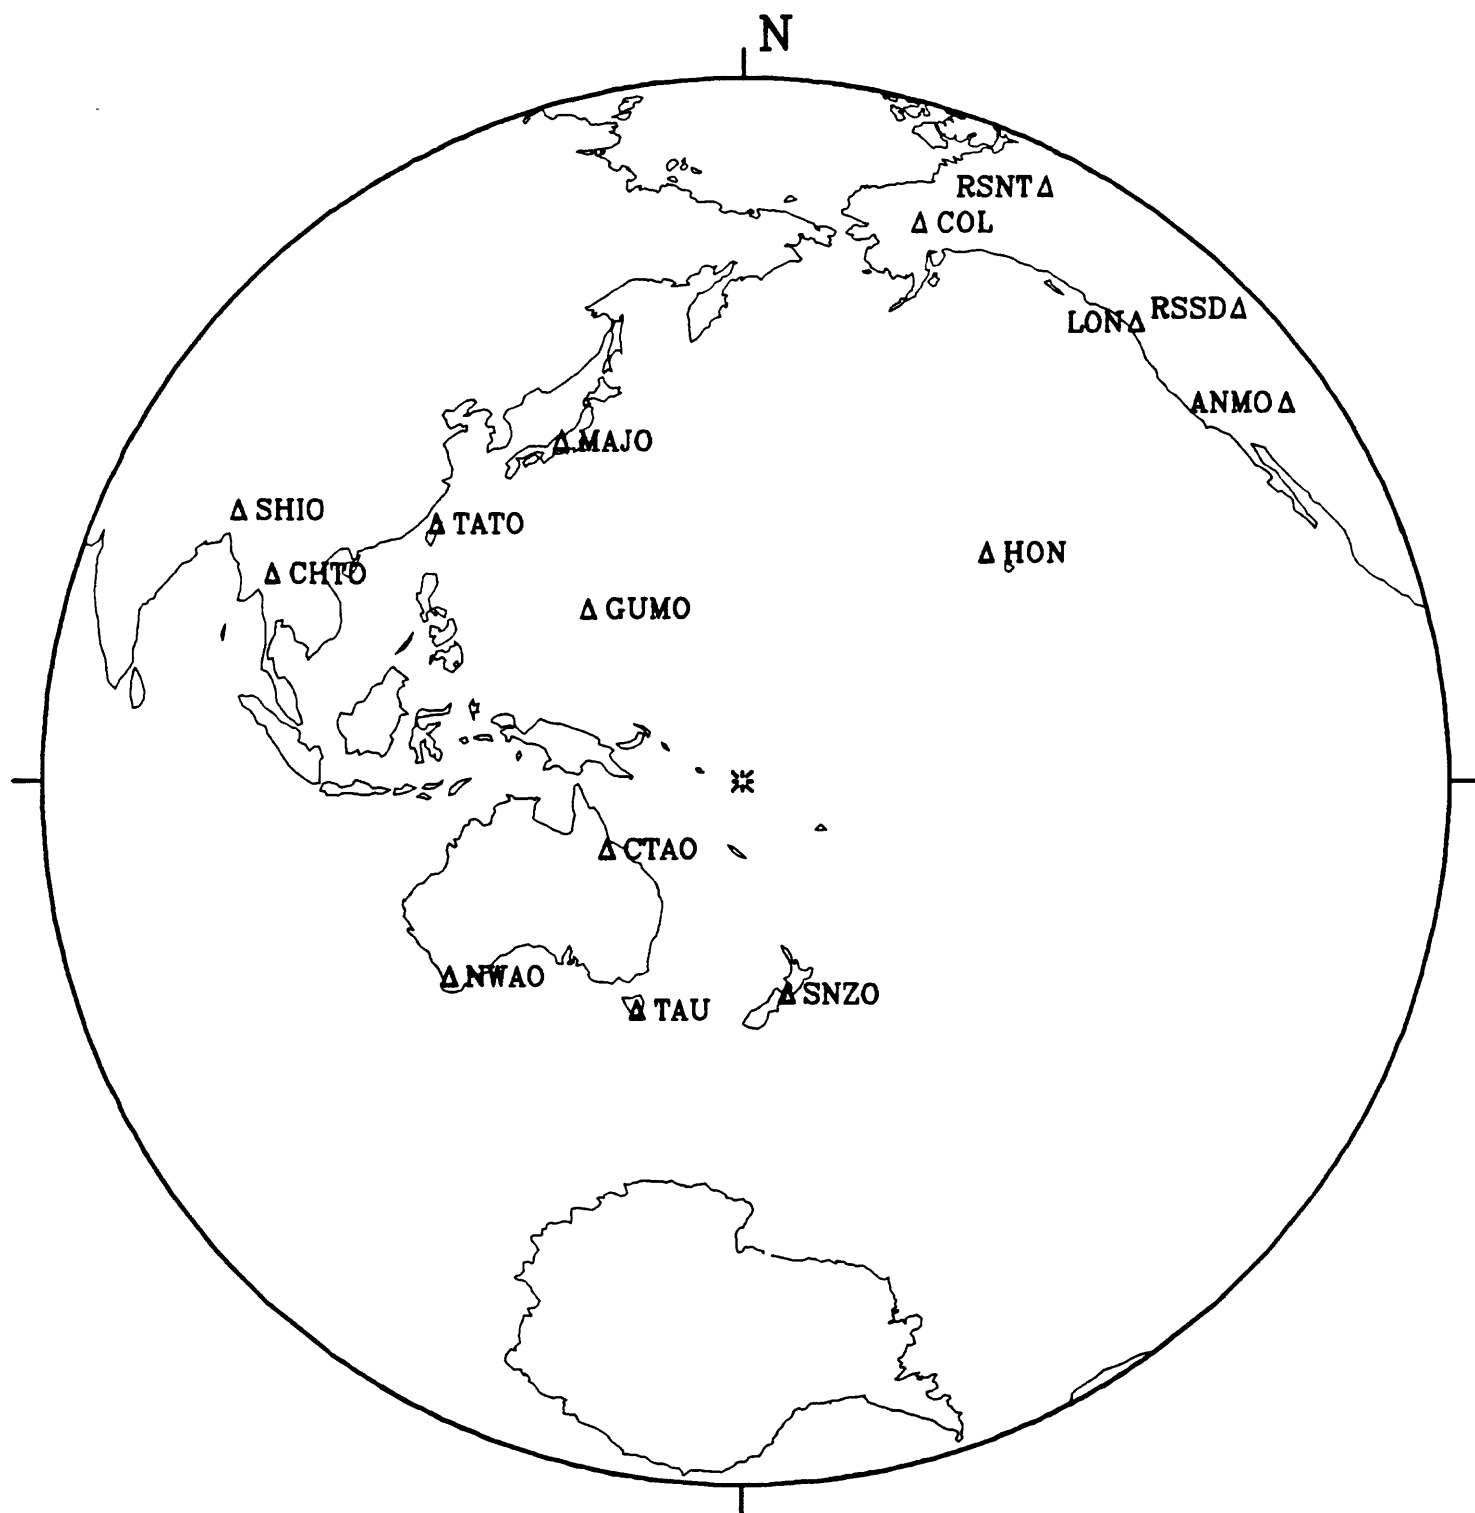 N
RSNT
COL
RSSD
LON
ANMO
MAJO
SHIO
TATO
HON
CHTO
GUMO
CTAO
NWAO
SNZO
TAU